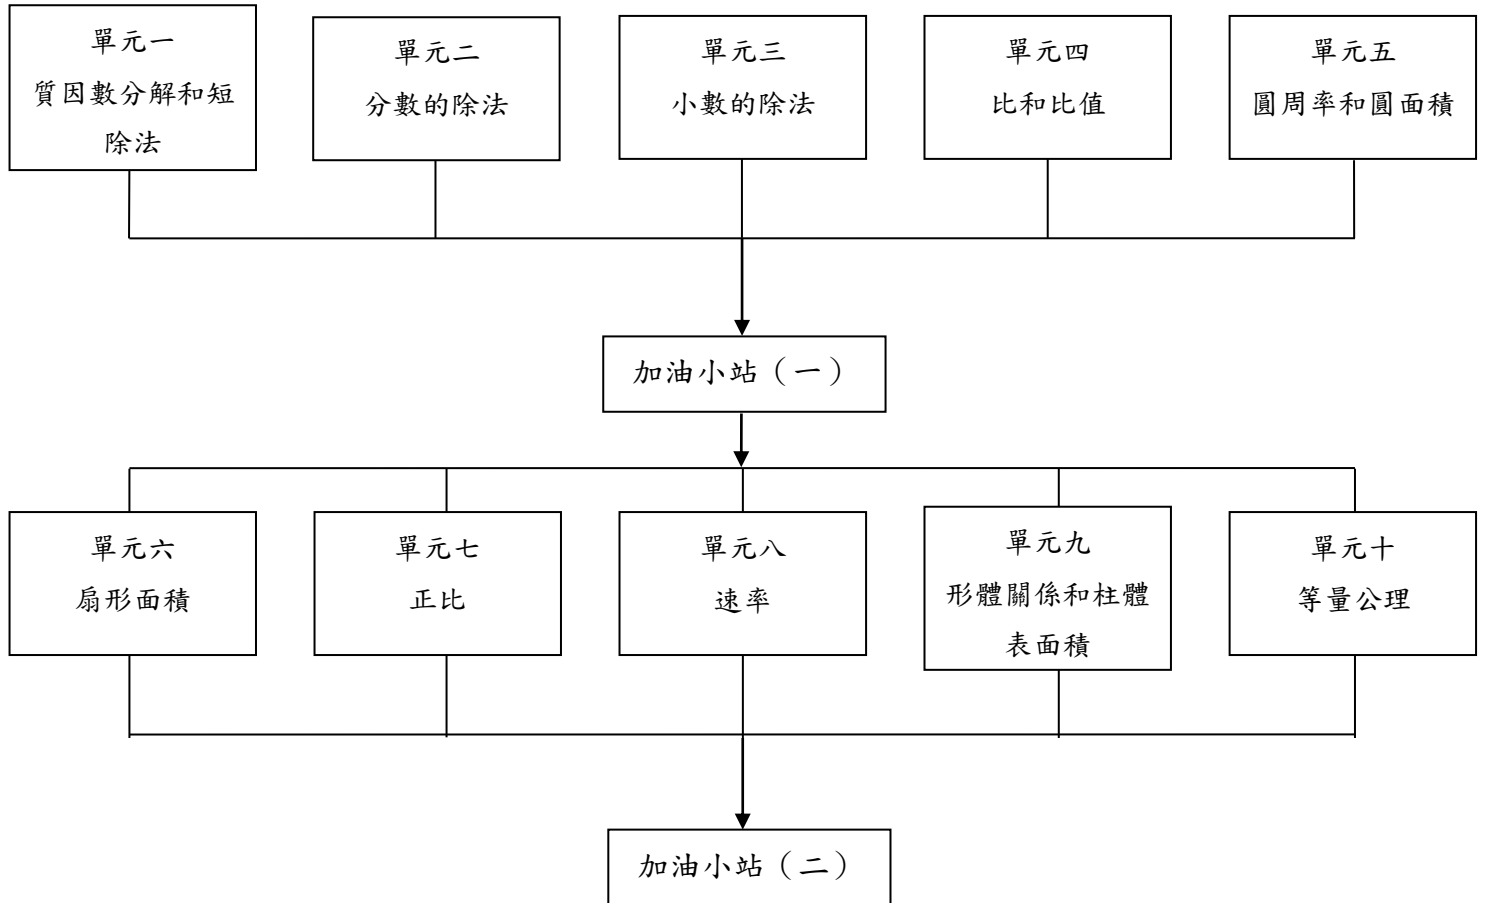 單元一
質因數分解和短
除法
單元二
分數的除法
單元三
小數的除法
單元四
比和比值
單元五
圓周率和圓面積
加油小站（一）
單元六
扇形面積
單元七
正比
單元八
速率
單元九
形體關係和柱體
表面積
單元十
等量公理
加油小站（二）